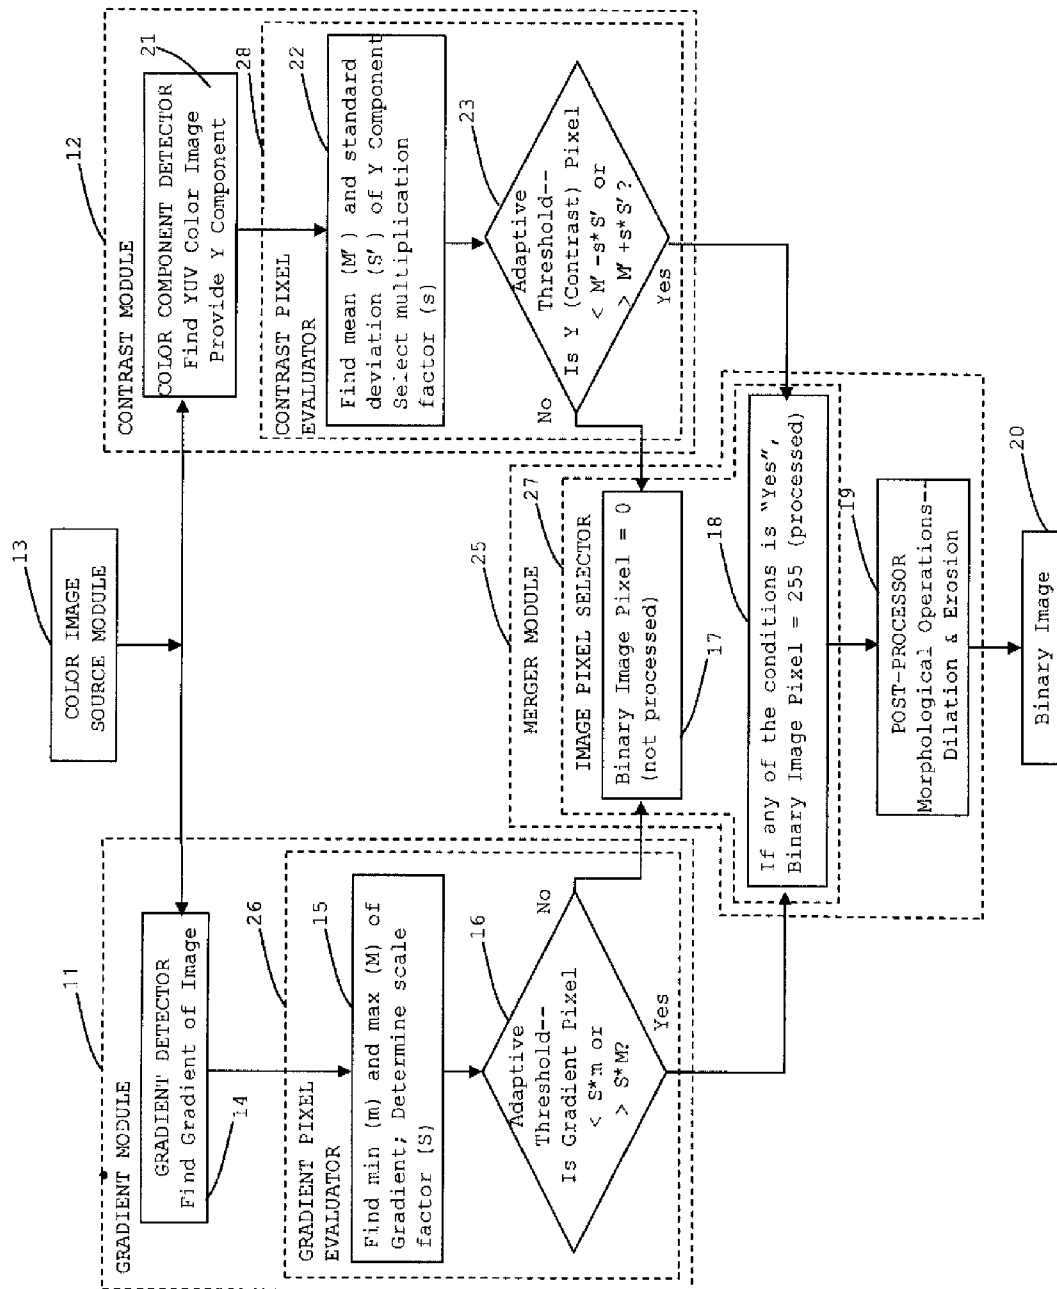 13
COLOR IMAGE
SOURCE MODULE
11
GRADIENT MODULE
GRADIENT DETECTOR
Find Gradient of Image
14
26
GRADIENT PIXEL
EVALUATOR
15
Find min (m) and max (M) of
Gradient; Determine scale
factor (S)
16
Adaptive
Threshold--
Is Gradient Pixel
< S*m or
> S*M?
No
Yes
12
CONTRAST MODULE
21
COLOR COMPONENT DETECTOR
Find YUV Color Image
Provide Y Component
28
CONTRAST PIXEL
EVALUATOR
22
Find mean (M') and standard
deviation (S') of Y Component
Select multiplication
factor (s)
23
Adaptive
Threshold--
Is Y (Contrast) Pixel
< M'-s*S' or
> M'+s*S'?
No
Yes
25
MERGER MODULE
27
IMAGE PIXEL SELECTOR
Binary Image Pixel = 0
(not processed)
17
18
If any of the conditions is "Yes",
Binary Image Pixel = 255 (processed)
19
POST-PROCESSOR
Morphological Operations--
Dilation & Erosion
20
Binary Image